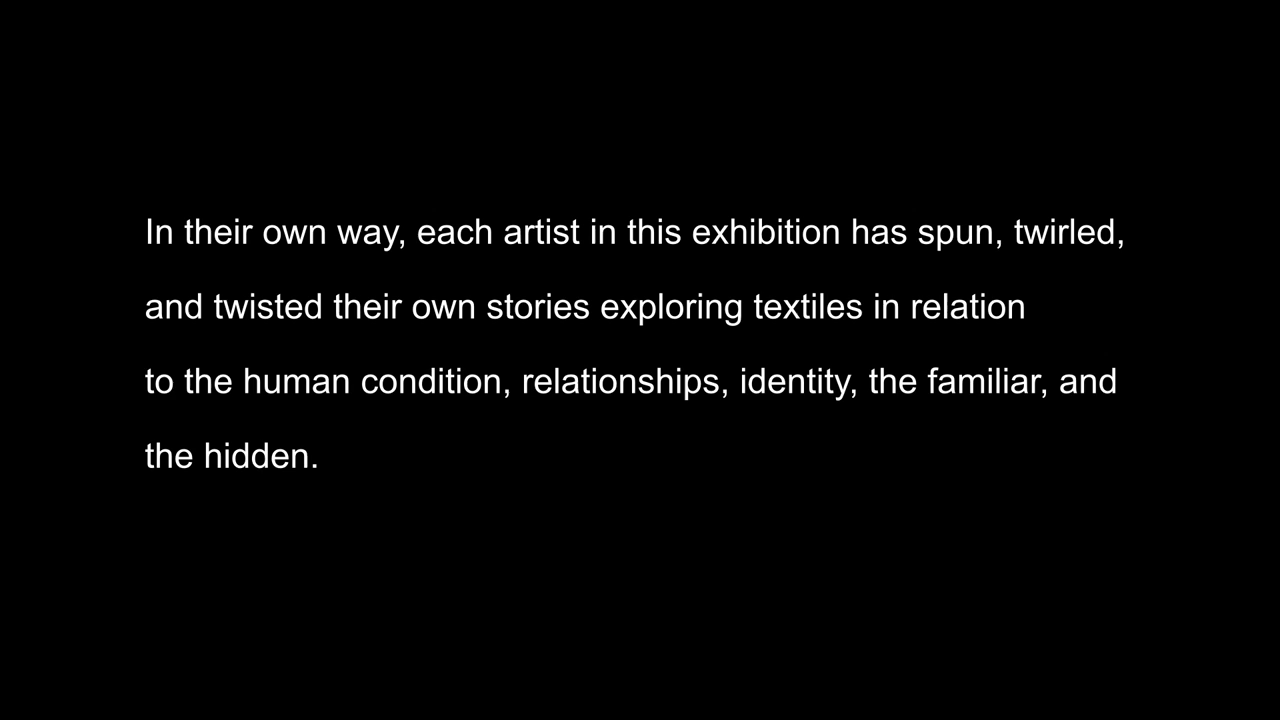 In their own way, each artist in this exhibition has spun, twirled,
and twisted their own stories exploring textiles in relation
to the human condition, relationships, identity, the familiar, and
the hidden.